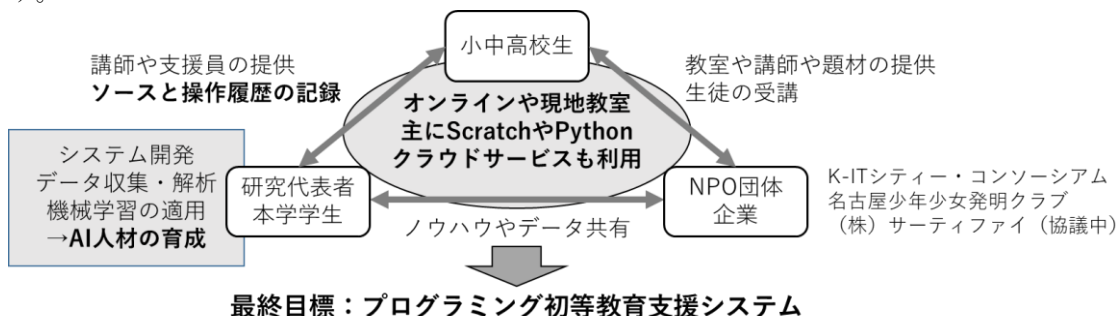 す。
小中高校生
講師や支援員の提供
ソースと操作履歴の記録
教室や講師や題材の提供
生徒の受講
オンラインや現地教室
主にScratchやPython
クラウドサービスも利用
システム開発
データ収集・解析
機械学習の適用
→AI人材の育成
研究代表者
本学学生
NPO団体
企業
K-ITシティー・コンソーシアム
名古屋少年少女発明クラブ
（株）サーティファイ（協議中）
ノウハウやデータ共有
最終目標：プログラミング初等教育支援システム